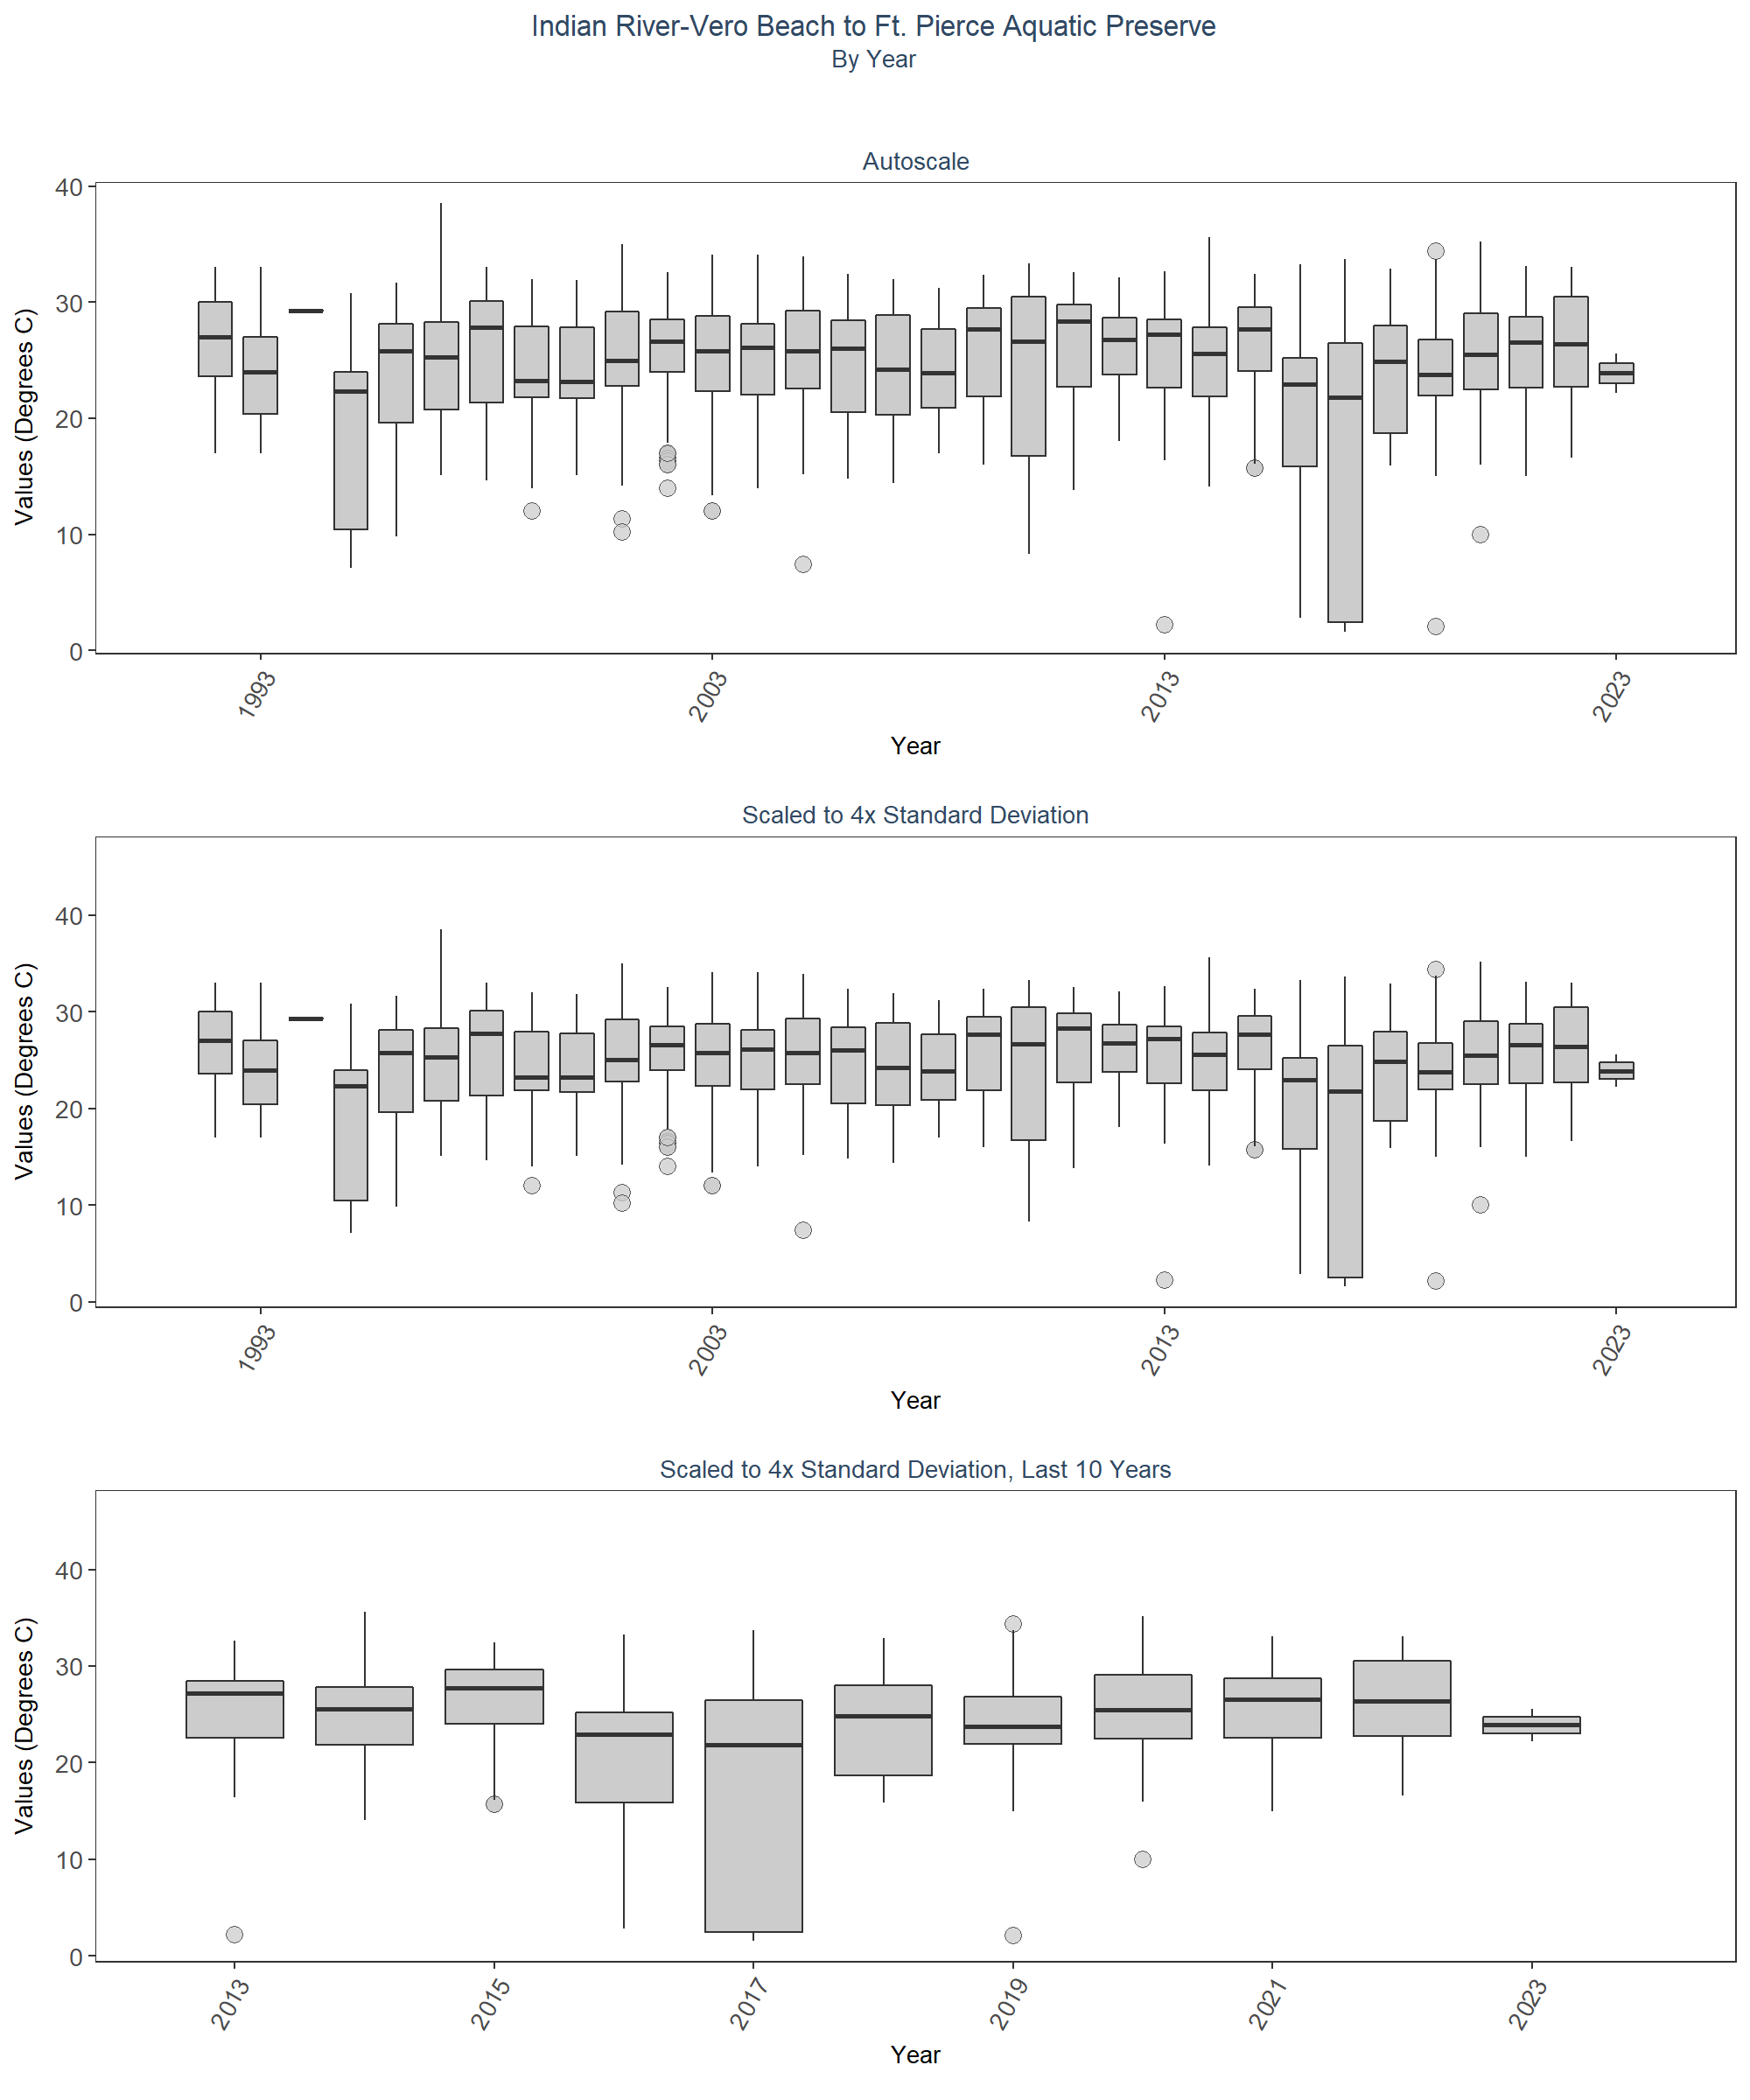 Indian River-Vero Beach to Ft. Pierce Aquatic Preserve
By Year
Autoscale
Values (Degrees C)
40
30
20
10
0
1993
2003
2013
2023
Year
Scaled to 4x Standard Deviation
Values (Degrees C)
40
30
20
10
0
1993
2003
2013
2023
Year
Scaled to 4x Standard Deviation, Last 10 Years
Values (Degrees C)
40
30
20
10
0
2013
2015
2017
2019
2021
2023
Year